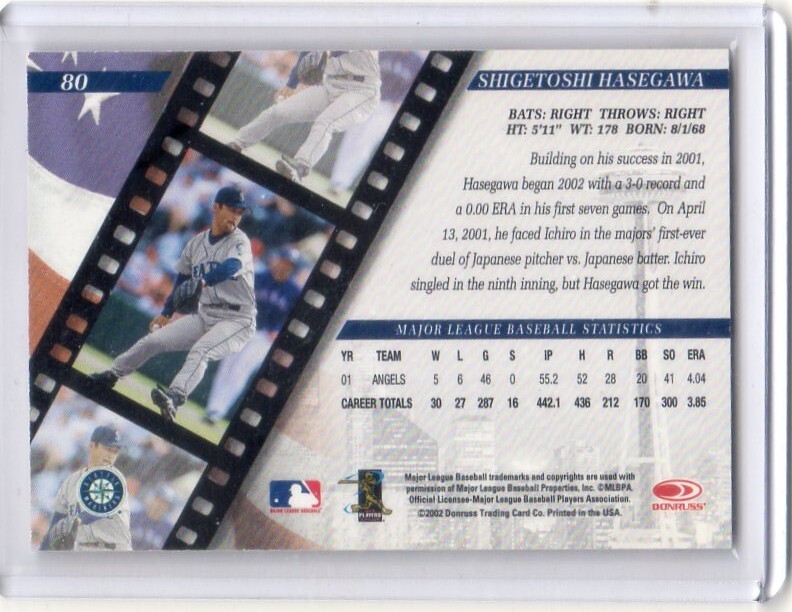 80
SHIGETOSHI HASEGAWA
BATS: RIGHT THROWS: RIGHT
HT: 5'11" WT: 178 BORN: 8/1/68
Building on his success in 2001,
Hasegawa began 2002 with a 3-0 record and
a 0.00 ERA in his first seven games. On April
13, 2001, he faced Ichiro in the majors' first-ever
duel of Japanese pitcher vs. Japanese batter. Ichiro
singled in the ninth inning, but Hasegawa got the win.
MAJOR LEAGUE BASEBALL STATISTICS
YR TEAM W L G S IP H R BB SO ERA
01 ANGELS 5 6 46 0 55.2 52 28 20 41 4.04
CAREER TOTALS 30 27 287 16 442.1 436 212 170 300 3.85
Major League Baseball trademarks and copyrights are used with
permission of Major League Baseball Properties, Inc. ©MLBPA.
Official Licensee-Major League Baseball Players Association.
©2002 Donruss Trading Card Co. Printed in the USA.
MAJOR LEAGUE BASEBALL
PLAYERS
DONRUSS